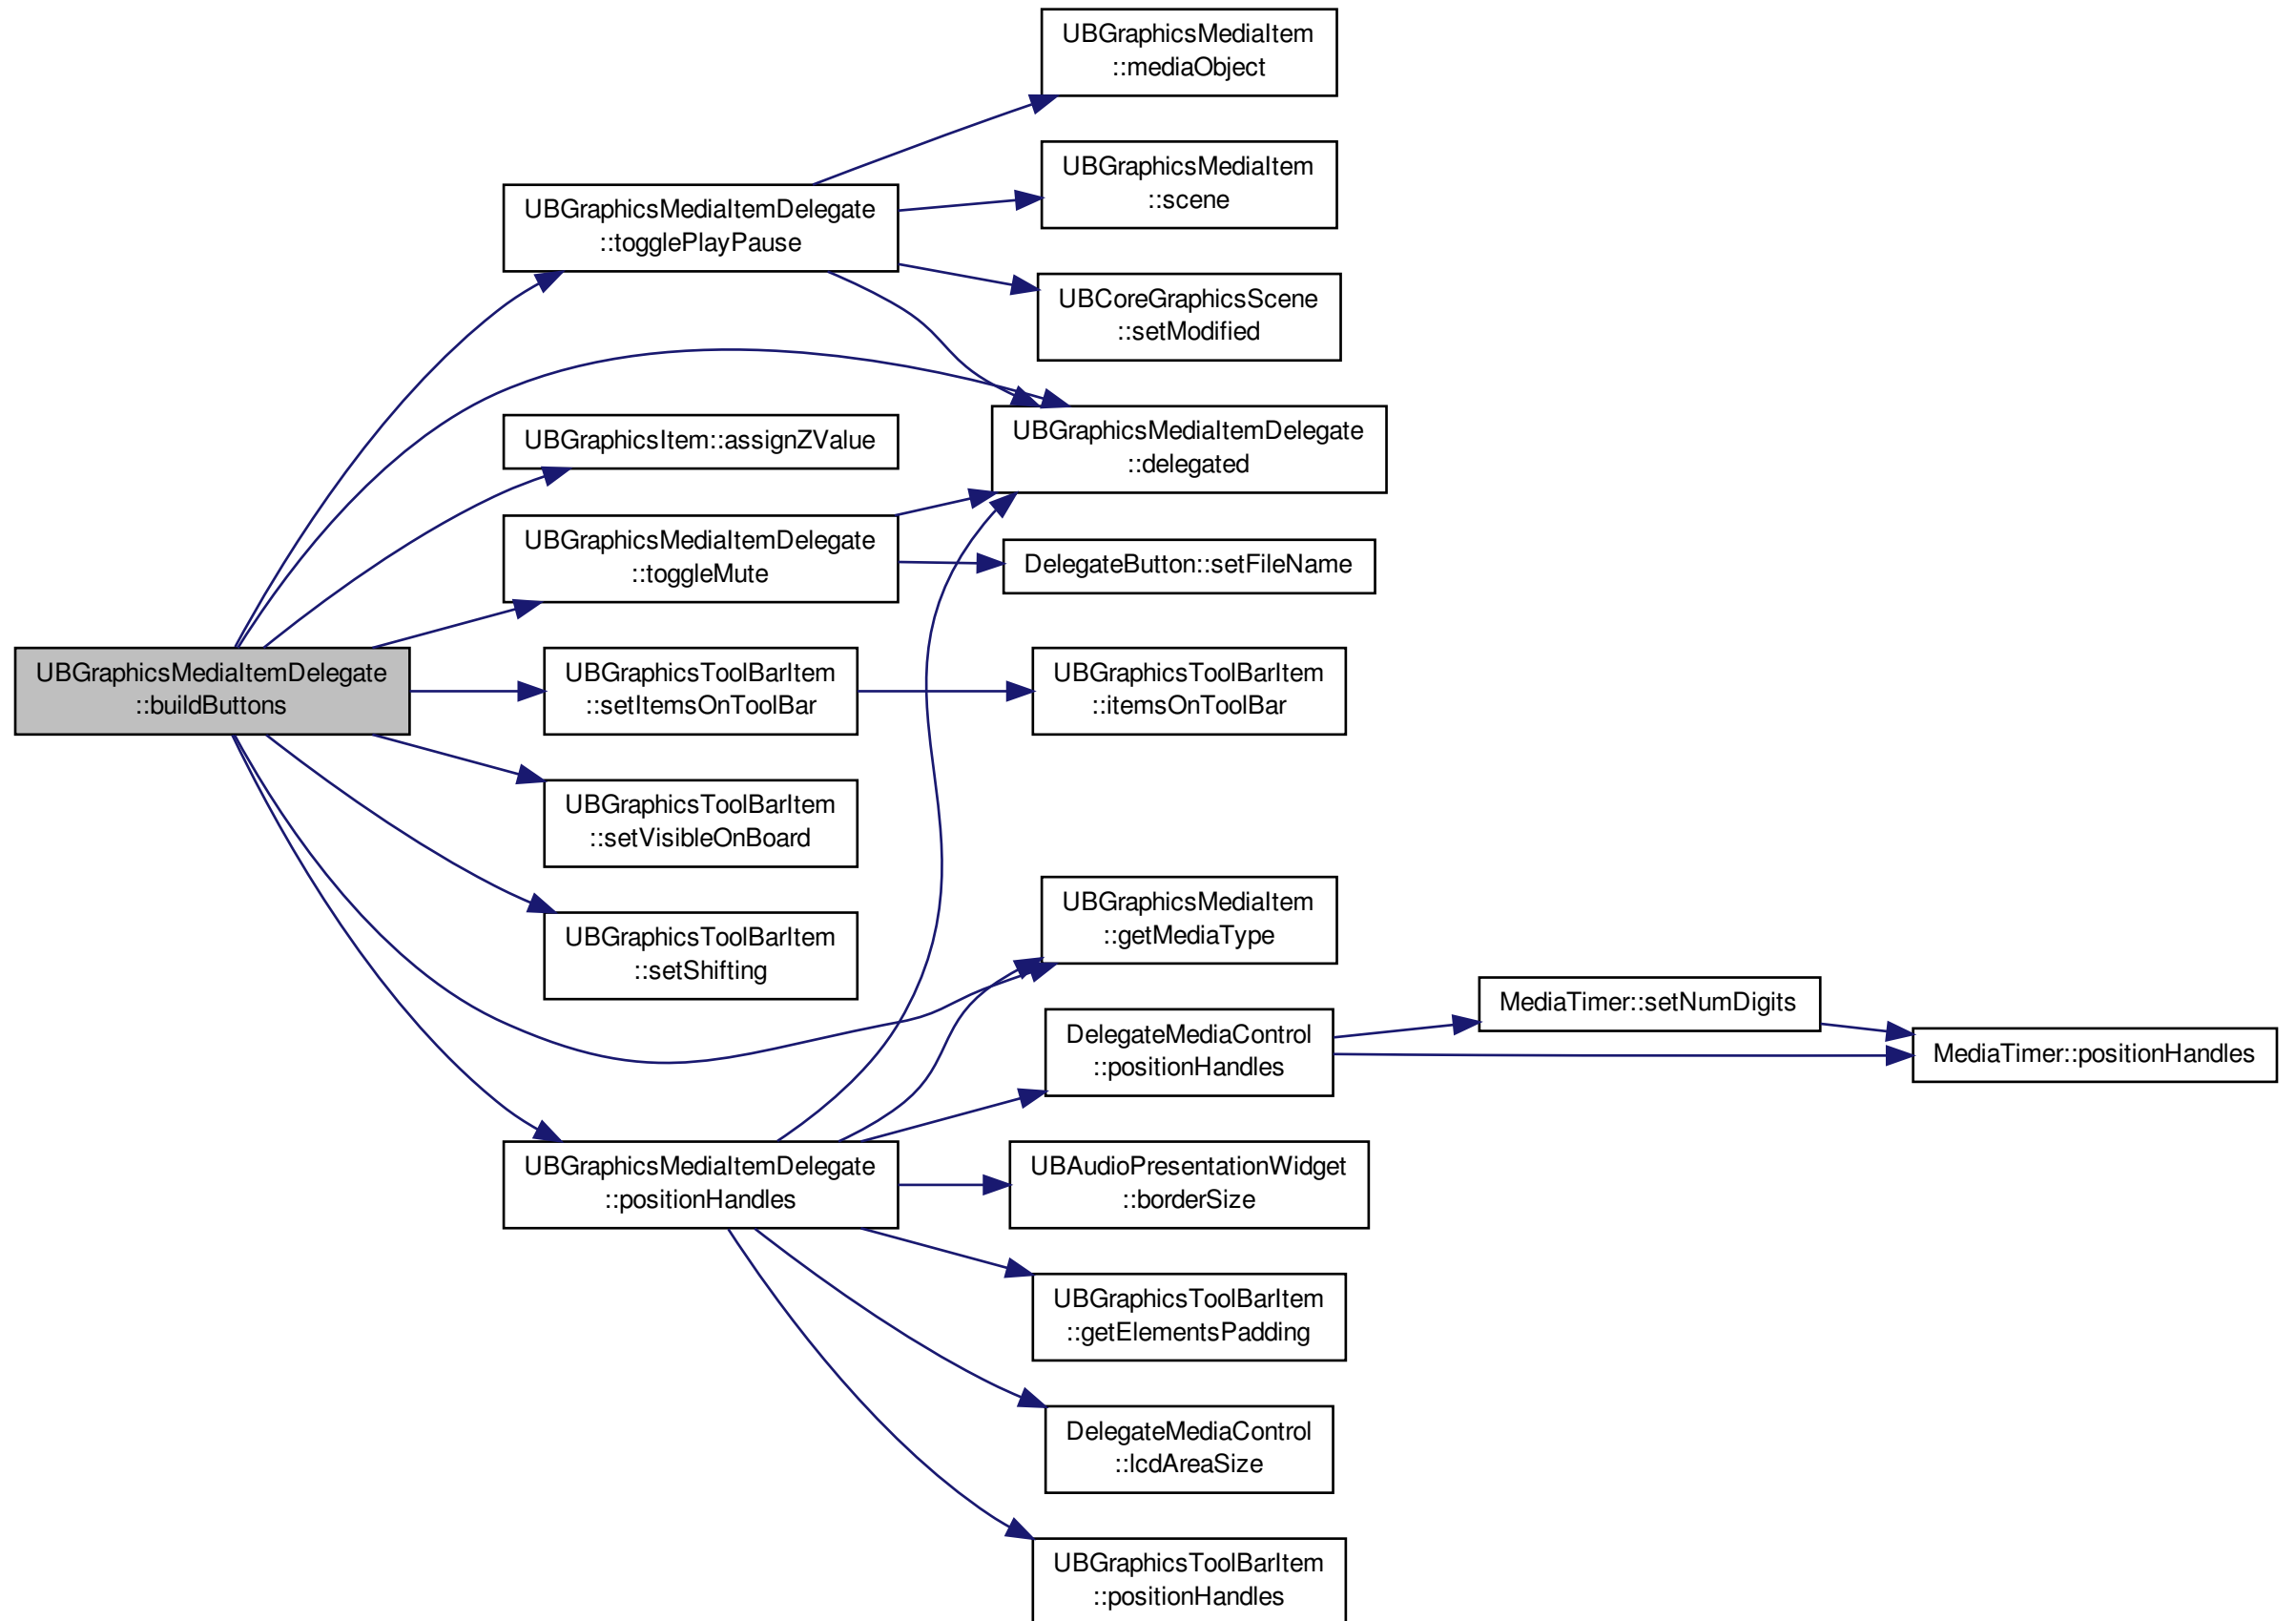 UBGraphicsMediaItem
::mediaObject
UBGraphicsMediaItem
::scene
UBGraphicsMediaItemDelegate
::togglePlayPause
UBCoreGraphicsScene
::setModified
UBGraphicsItem::assignZValue
UBGraphicsMediaItemDelegate
::delegated
UBGraphicsMediaItemDelegate
::toggleMute
DelegateButton::setFileName
UBGraphicsMediaItemDelegate
::buildButtons
UBGraphicsToolBarItem
::setItemsOnToolBar
UBGraphicsToolBarItem
::itemsOnToolBar
UBGraphicsToolBarItem
::setVisibleOnBoard
UBGraphicsToolBarItem
::setShifting
UBGraphicsMediaItem
::getMediaType
DelegateMediaControl
::positionHandles
MediaTimer::setNumDigits
MediaTimer::positionHandles
UBGraphicsMediaItemDelegate
::positionHandles
UBAudioPresentationWidget
::borderSize
UBGraphicsToolBarItem
::getElementsPadding
DelegateMediaControl
::lcdAreaSize
UBGraphicsToolBarItem
::positionHandles